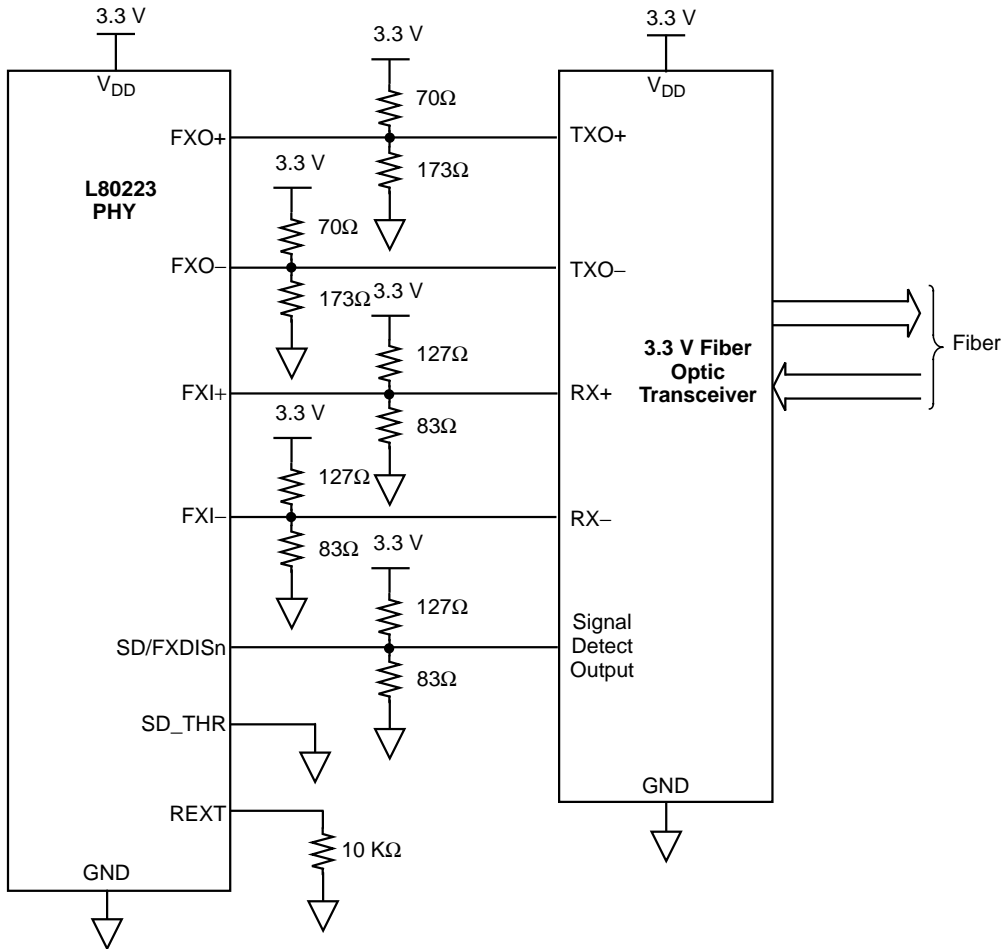 3.3 V
3.3 V
3.3 V
VDD
VDD
70Ω
FXO+
TXO+
3.3 V
173Ω
L80223
PHY
70Ω
FXO−
TXO−
173Ω
3.3 V
127Ω
3.3 V Fiber
Optic
Transceiver
Fiber
FXI+
RX+
3.3 V
83Ω
127Ω
FXI−
RX−
83Ω
3.3 V
127Ω
Signal
Detect
Output
SD/FXDISn
83Ω
SD_THR
GND
REXT
10 KΩ
GND